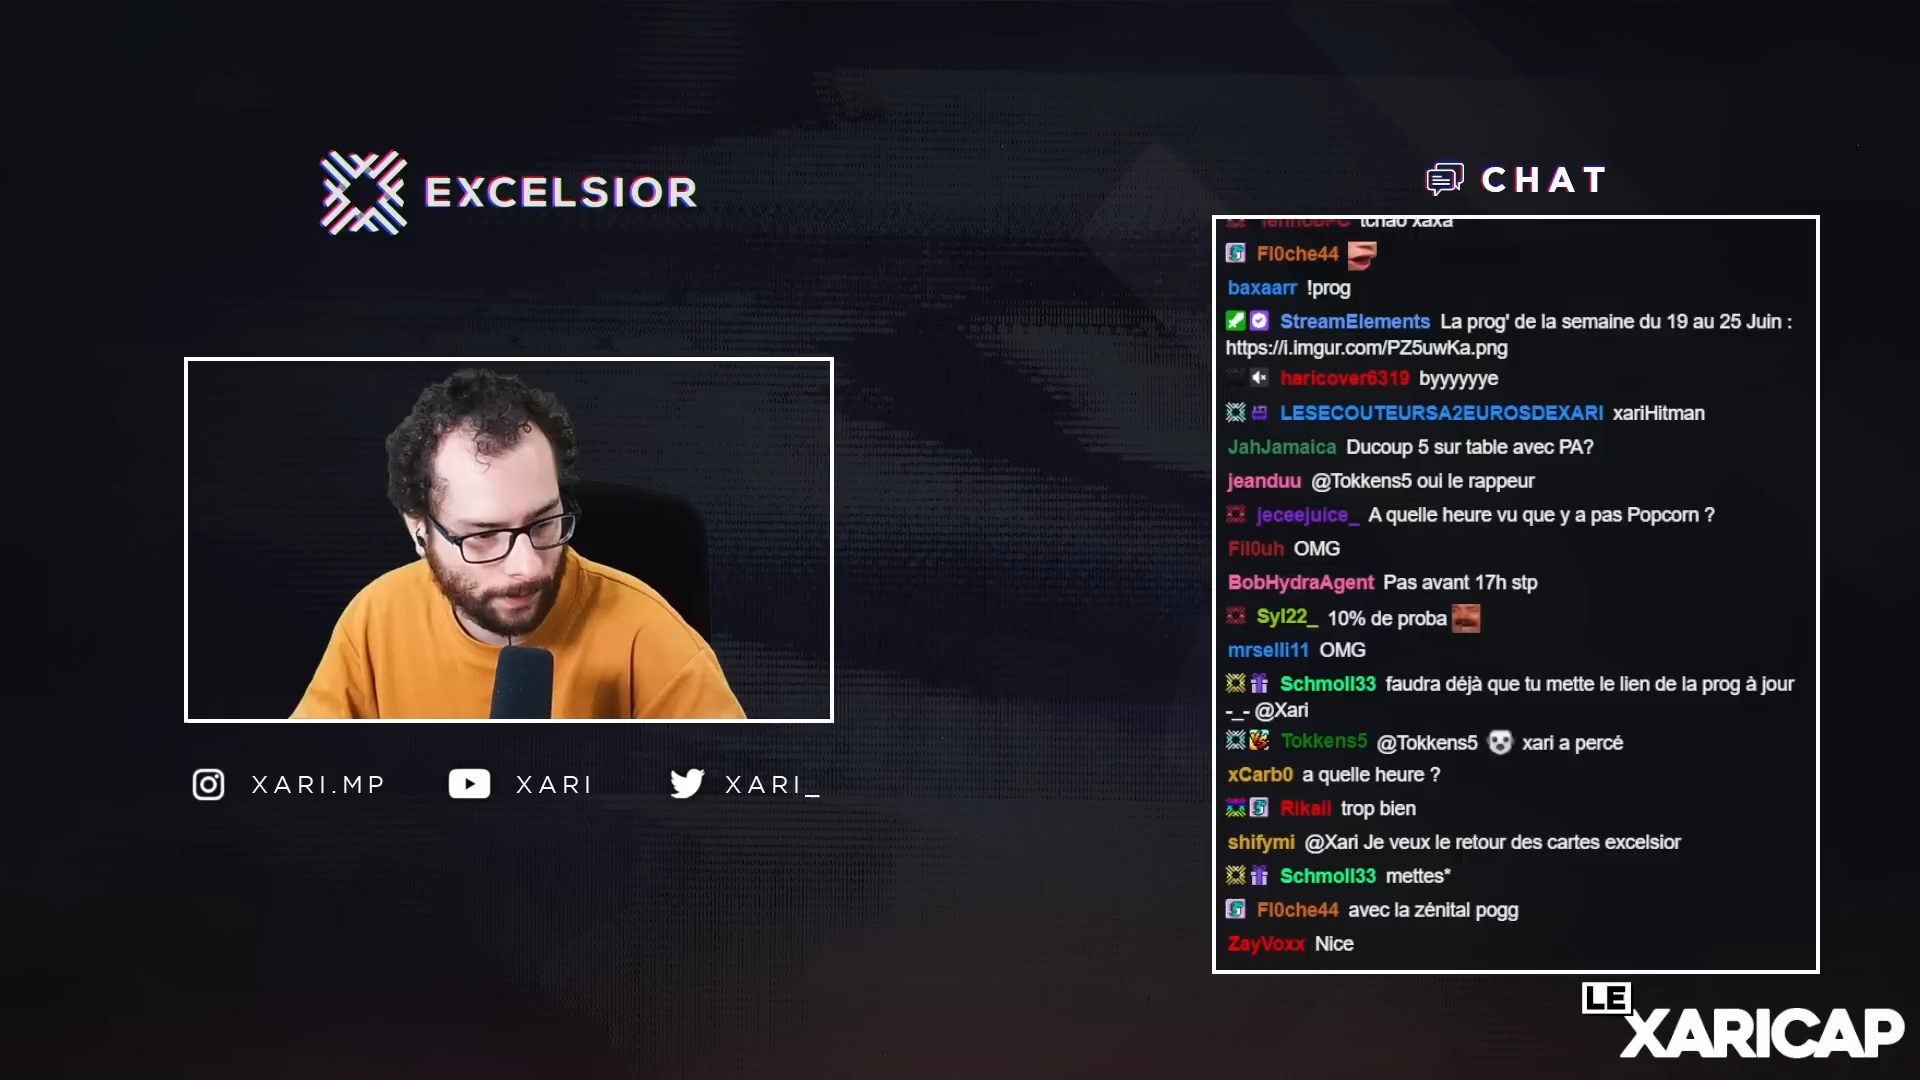 EXCELSIOR
CHAT
tchao xaxa
Fl0che44
baxaarr !prog
StreamElements La prog' de la semaine du 19 au 25 Juin :
https://i.imgur.com/PZ5uwKa.png
haricover6319 byyyyyye
LESECOUTEURSA2EUROSDEXARI xariHitman
JahJamaica Ducoup 5 sur table avec PA?
jeanduu @Tokkens5 oui le rappeur
jeceejuice_ A quelle heure vu que y a pas Popcorn ?
Fil0uh OMG
BobHydraAgent Pas avant 17h stp
Syl22_ 10% de proba
mrselli11 OMG
Schmoll33 faudra déjà que tu mette le lien de la prog à jour
-_- @Xari
Tokkens5 @Tokkens5 xari a percé
xCarb0 a quelle heure ?
Rikall trop bien
shifymi @Xari Je veux le retour des cartes excelsior
Schmoll33 mettes*
Fl0che44 avec la zénital pogg
ZayVoxx Nice
XARI.MP XARI XARI_
LE
XARICAP